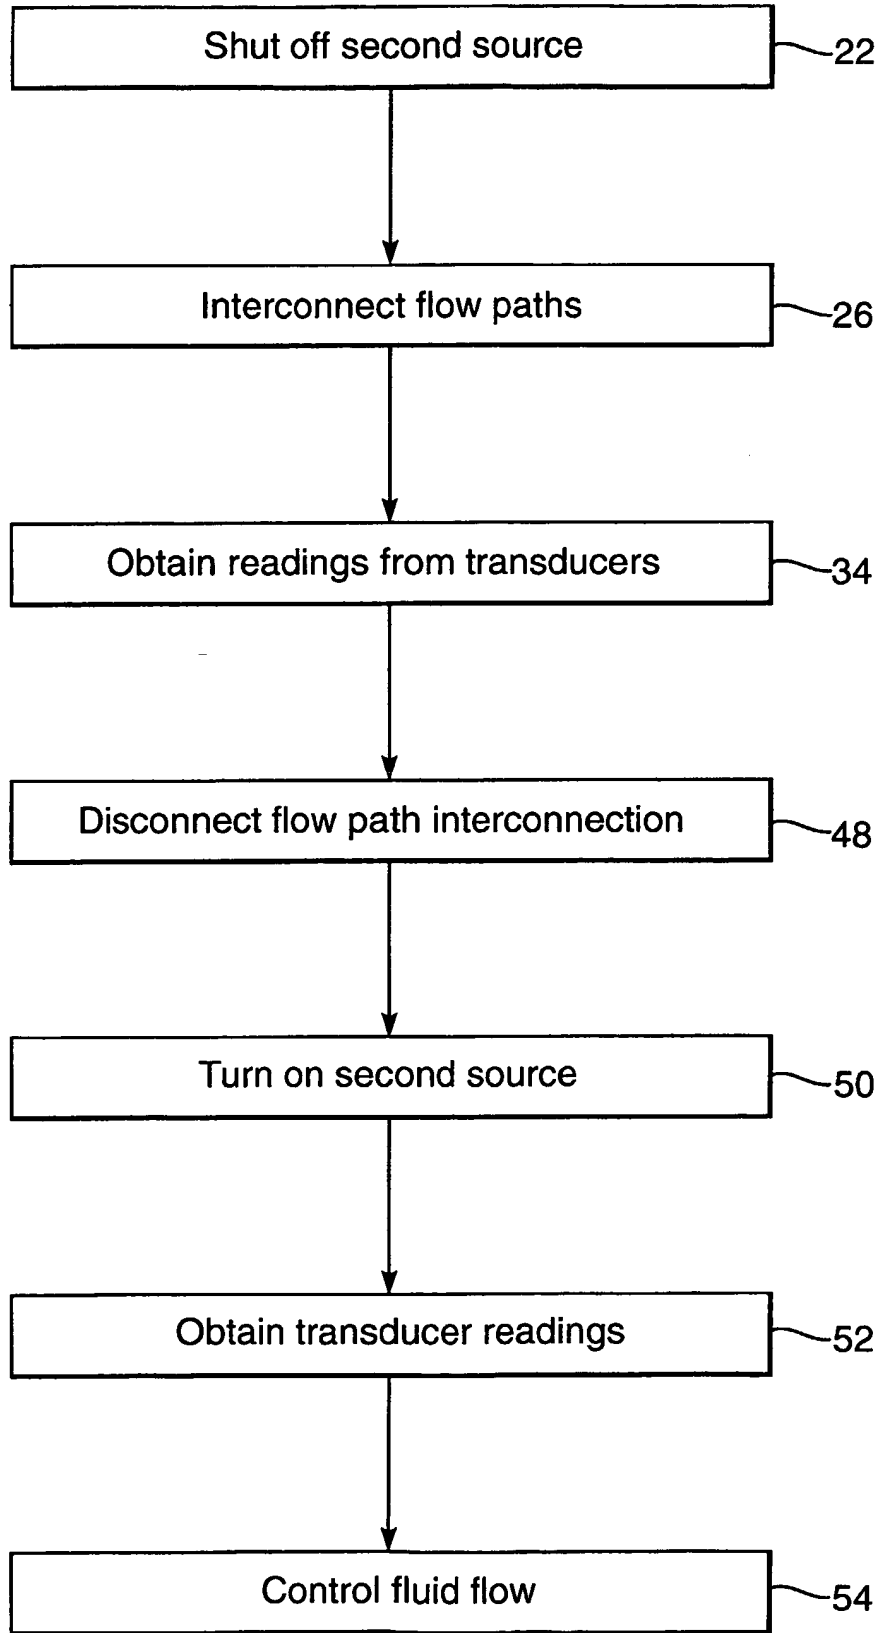 Shut off second source 22
Interconnect flow paths 26
Obtain readings from transducers 34
Disconnect flow path interconnection 48
Turn on second source 50
Obtain transducer readings 52
Control fluid flow 54